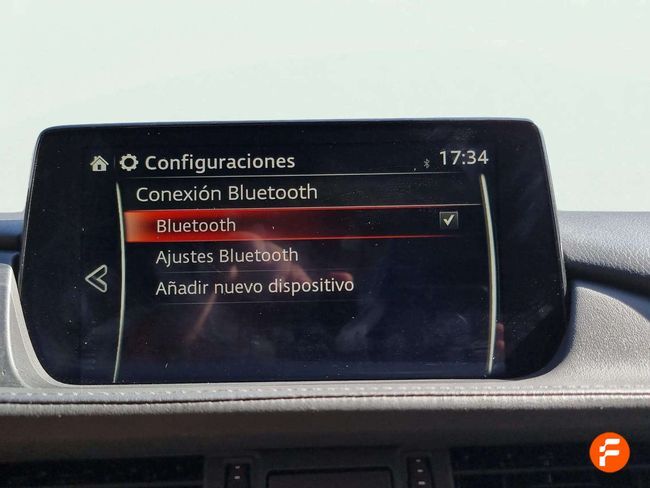 Configuraciones 17:34
Conexión Bluetooth
Bluetooth
Ajustes Bluetooth
Añadir nuevo dispositivo